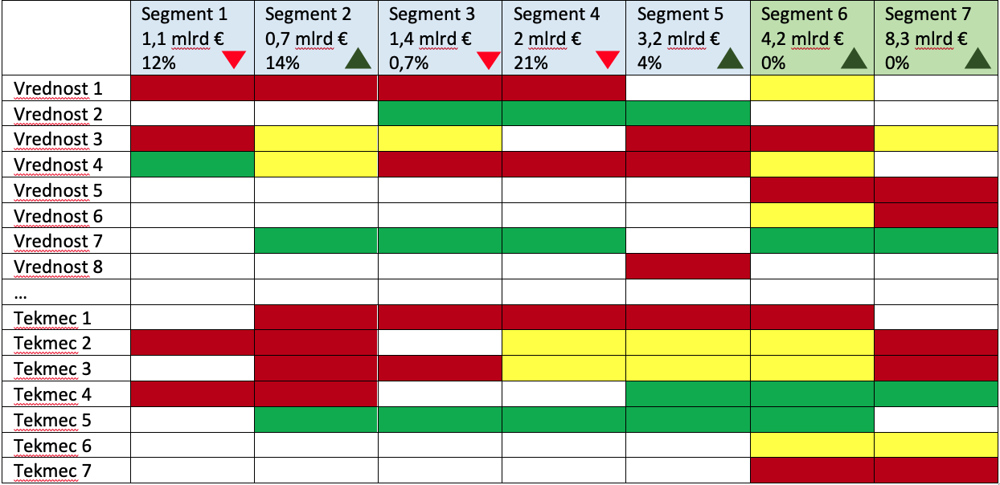 Segment 1
1,1 mlrd €
12%
Segment 2
0,7 mlrd €
14%
Segment 3
1,4 mlrd €
0,7%
Segment 4
2 mlrd €
21%
Segment 5
3,2 mlrd €
4%
Segment 6
4,2 mlrd €
0%
Segment 7
8,3 mlrd €
0%
Vrednost 1
Vrednost 2
Vrednost 3
Vrednost 4
Vrednost 5
Vrednost 6
Vrednost 7
Vrednost 8
...
Tekmec 1
Tekmec 2
Tekmec 3
Tekmec 4
Tekmec 5
Tekmec 6
Tekmec 7